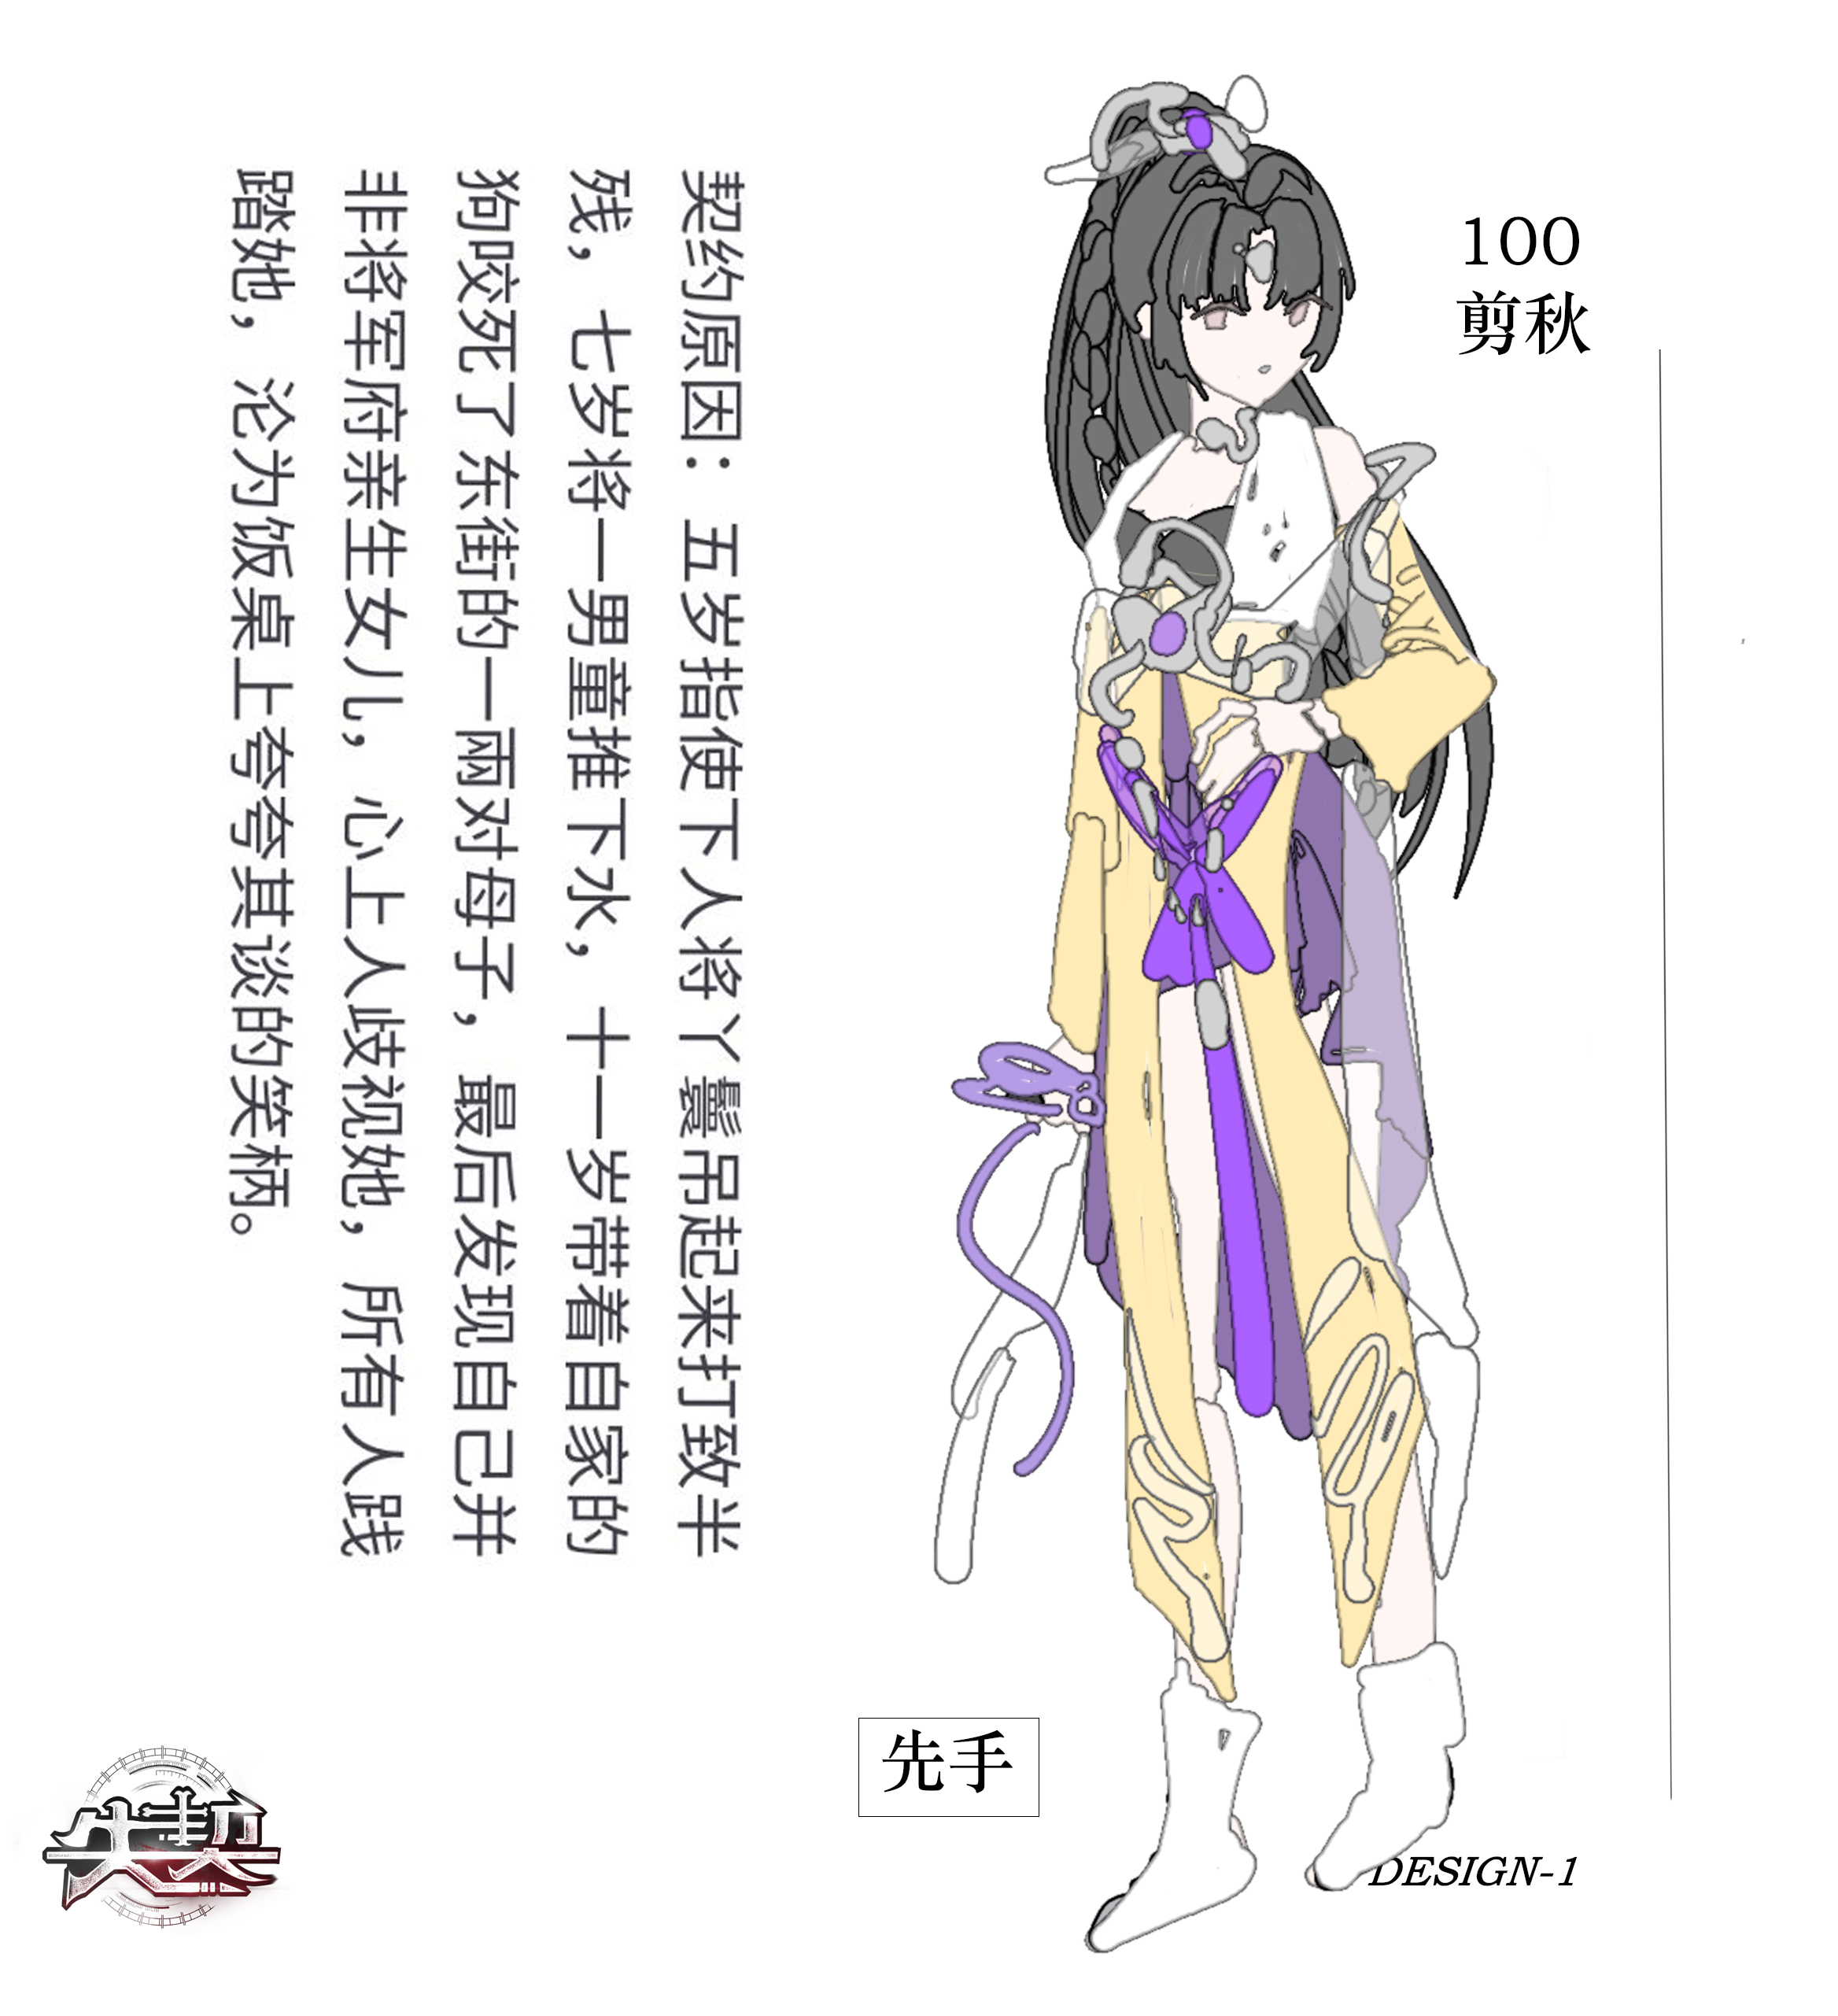 契约原因：五岁指使下人将丫鬟吊起来打致半
残，七岁将一男童推下水，十一岁带着自家的
狗咬死了东街的一兩对母子，最后发现自己并
非将军府亲生女儿，心上人歧视她，所有人践
踏她，沦为饭桌上夸夸其谈的笑柄。
100
剪秋
先手
失契
DESIGN-1